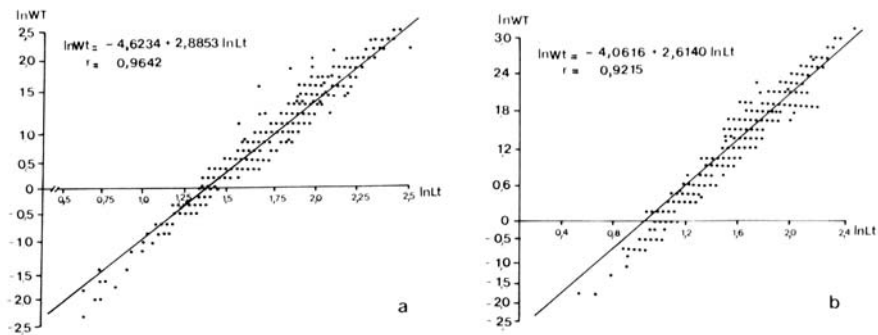 lnWT
lnWt= - 4,6234 + 2,8853 lnLt
r = 0,9642
2,5
2,0
1,5
1,0
0,5
0
- 0,5
- 1,0
- 1,5
- 2,0
- 2,5
0,5 0,75 1,0 1,25 1,5 1,75 2,0 2,25 2,5
lnLt
a
lnWT
lnWt= - 4,0616 + 2,6140 lnLt
r = 0,9215
3,0
2,4
1,8
1,2
0,6
0
- 0,5
- 1,0
- 1,5
- 2,0
- 2,5
0,4 0,8 1,2 1,6 2,0 2,4
lnLt
b